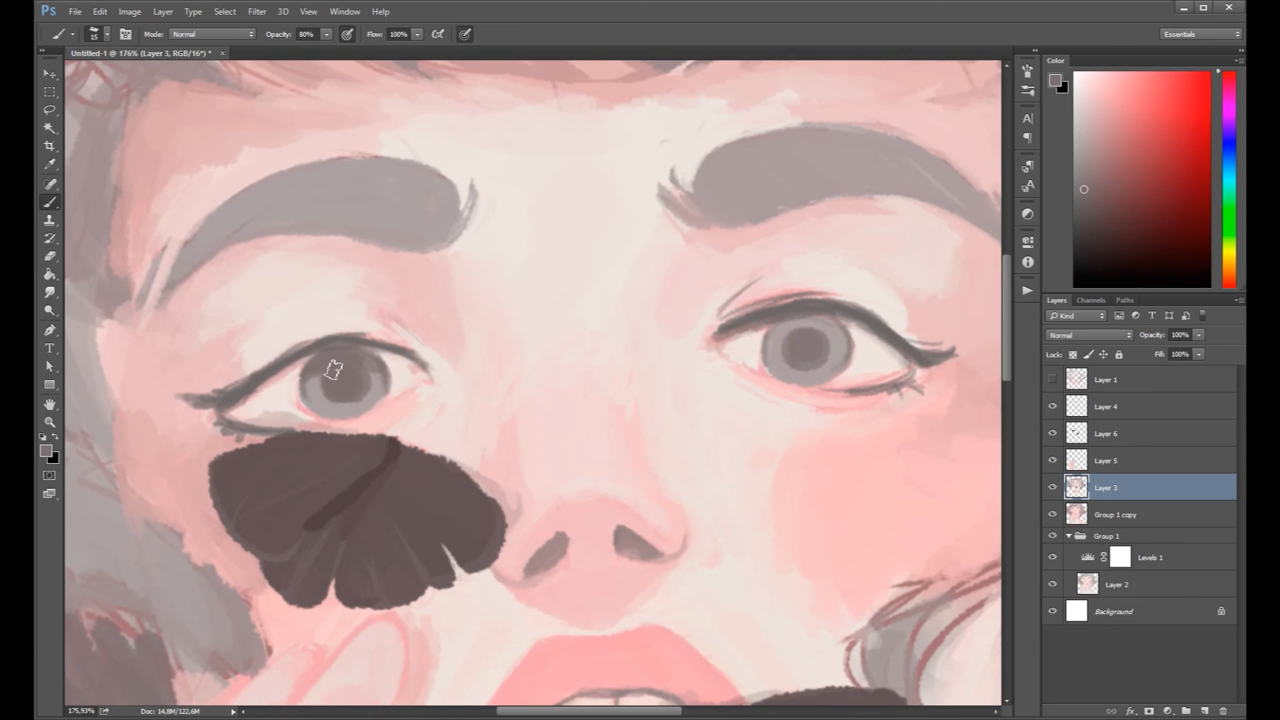 Ps File Edit Image Layer Type Select Filter 3D View Window Help
15 Mode: Normal Opacity: 80% Flow: 100% Essentials
Untitled-1 @ 176% (Layer 3, RGB/16*) * ×
Color
Layers Channels Paths
Kind
Normal Opacity: 100%
Lock: Fill: 100%
Layer 1
Layer 4
Layer 6
Layer 5
Layer 3
Group 1 copy
Group 1
Levels 1
Layer 2
Background
175,93% Doc: 14,8M/122,6M